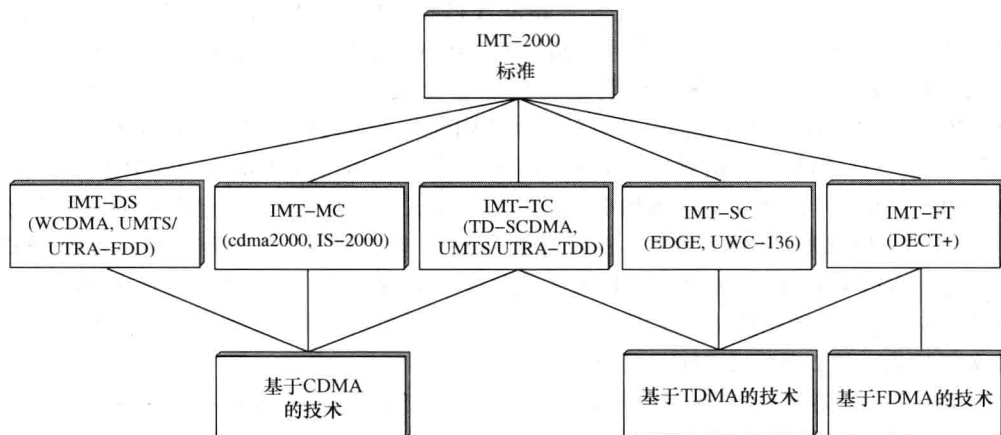 IMT-2000
标准
IMT-DS
(WCDMA, UMTS/
UTRA-FDD)
IMT-MC
(cdma2000, IS-2000)
IMT-TC
(TD-SCDMA,
UMTS/UTRA-TDD)
IMT-SC
(EDGE, UWC-136)
IMT-FT
(DECT+)
基于CDMA
的技术
基于TDMA的技术
基于FDMA的技术